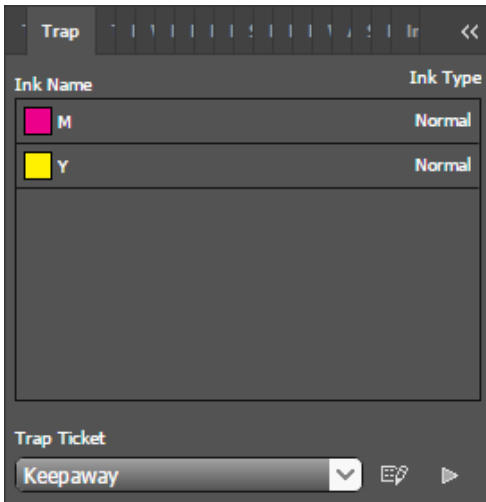 Trap
Ink Name Ink Type
M Normal
Y Normal
Trap Ticket
Keepaway